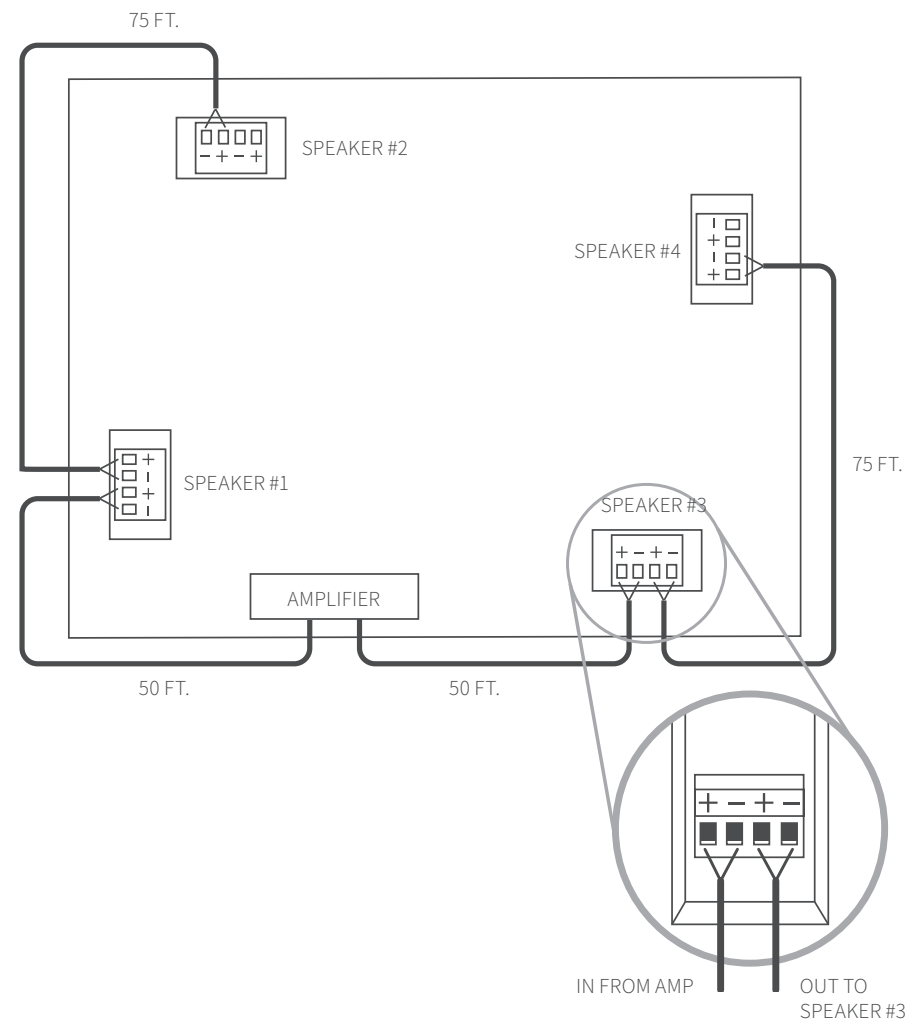 75 FT.
− + − +
SPEAKER #2
− + − +
SPEAKER #4
+ − + −
SPEAKER #1
75 FT.
SPEAKER #3
+ − + −
AMPLIFIER
50 FT.
50 FT.
+ − + −
IN FROM AMP
OUT TO
SPEAKER #3